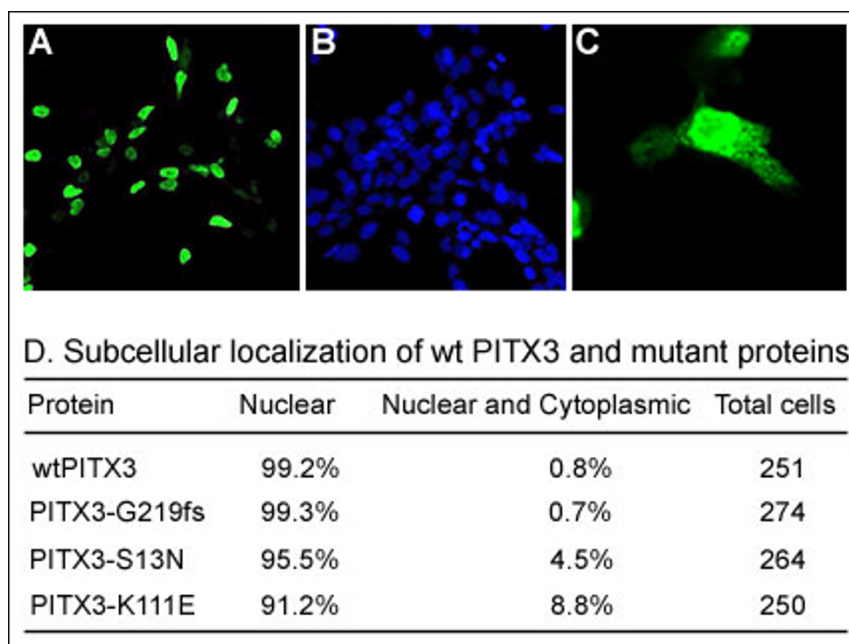 A B C
D. Subcellular localization of wt PITX3 and mutant proteins
Protein Nuclear Nuclear and Cytoplasmic Total cells
wtPITX3 99.2% 0.8% 251
PITX3-G219fs 99.3% 0.7% 274
PITX3-S13N 95.5% 4.5% 264
PITX3-K111E 91.2% 8.8% 250